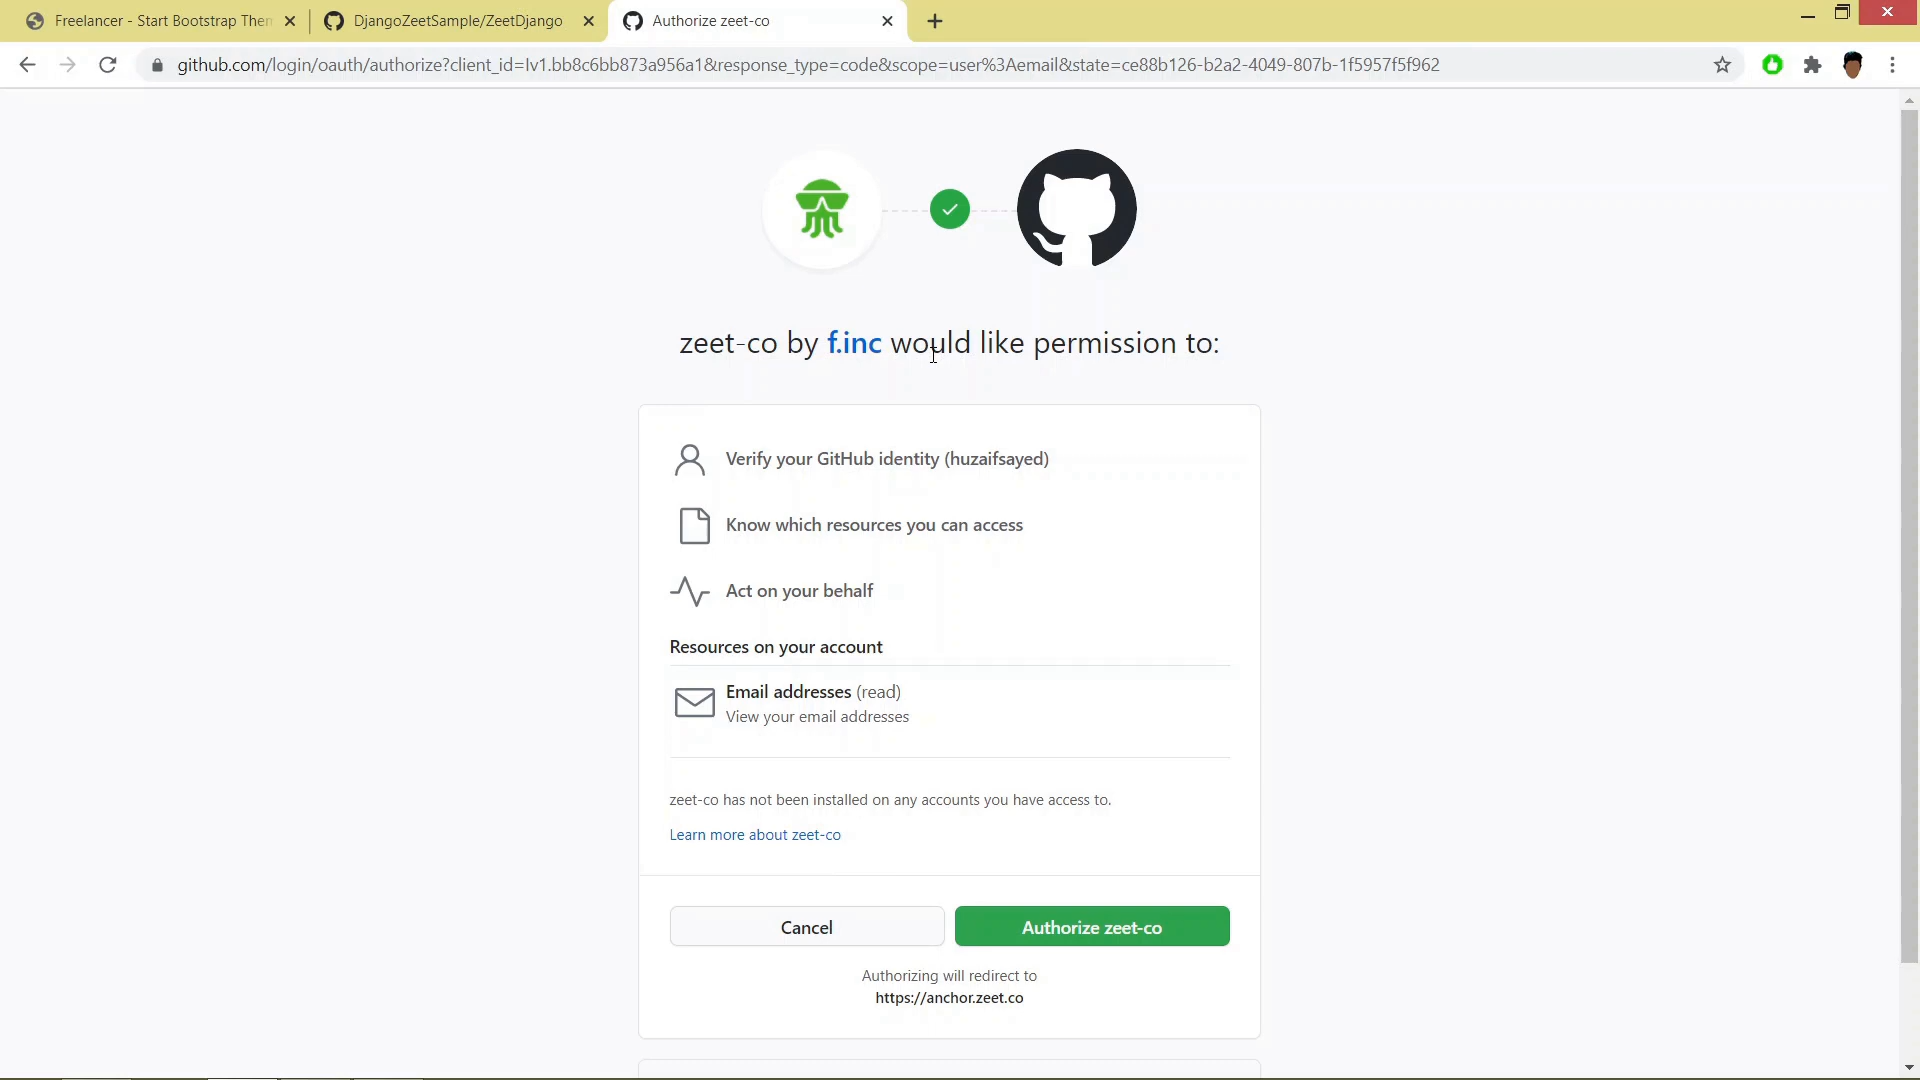 Freelancer - Start Bootstrap Then
DjangoZeetSample/ZeetDjango
Authorize zeet-co
github.com/login/oauth/authorize?client_id=Iv1.bb8c6bb873a956a1&response_type=code&scope=user%3Aemail&state=ce88b126-b2a2-4049-807b-1f5957f5f962
zeet-co by f.inc would like permission to:
Verify your GitHub identity (huzaifsayed)
Know which resources you can access
Act on your behalf
Resources on your account
Email addresses (read)
View your email addresses
zeet-co has not been installed on any accounts you have access to.
Learn more about zeet-co
Cancel
Authorize zeet-co
Authorizing will redirect to
https://anchor.zeet.co